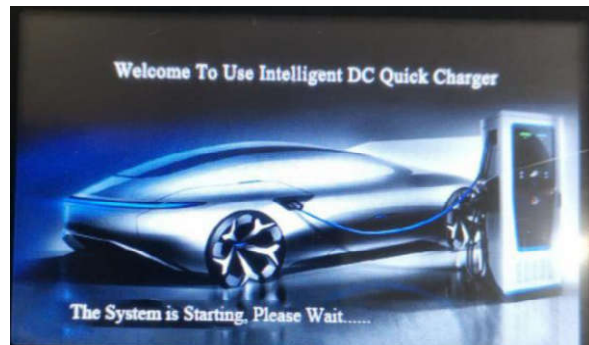 Welcome To Use Intelligent DC Quick Charger
The System is Starting, Please Wait......